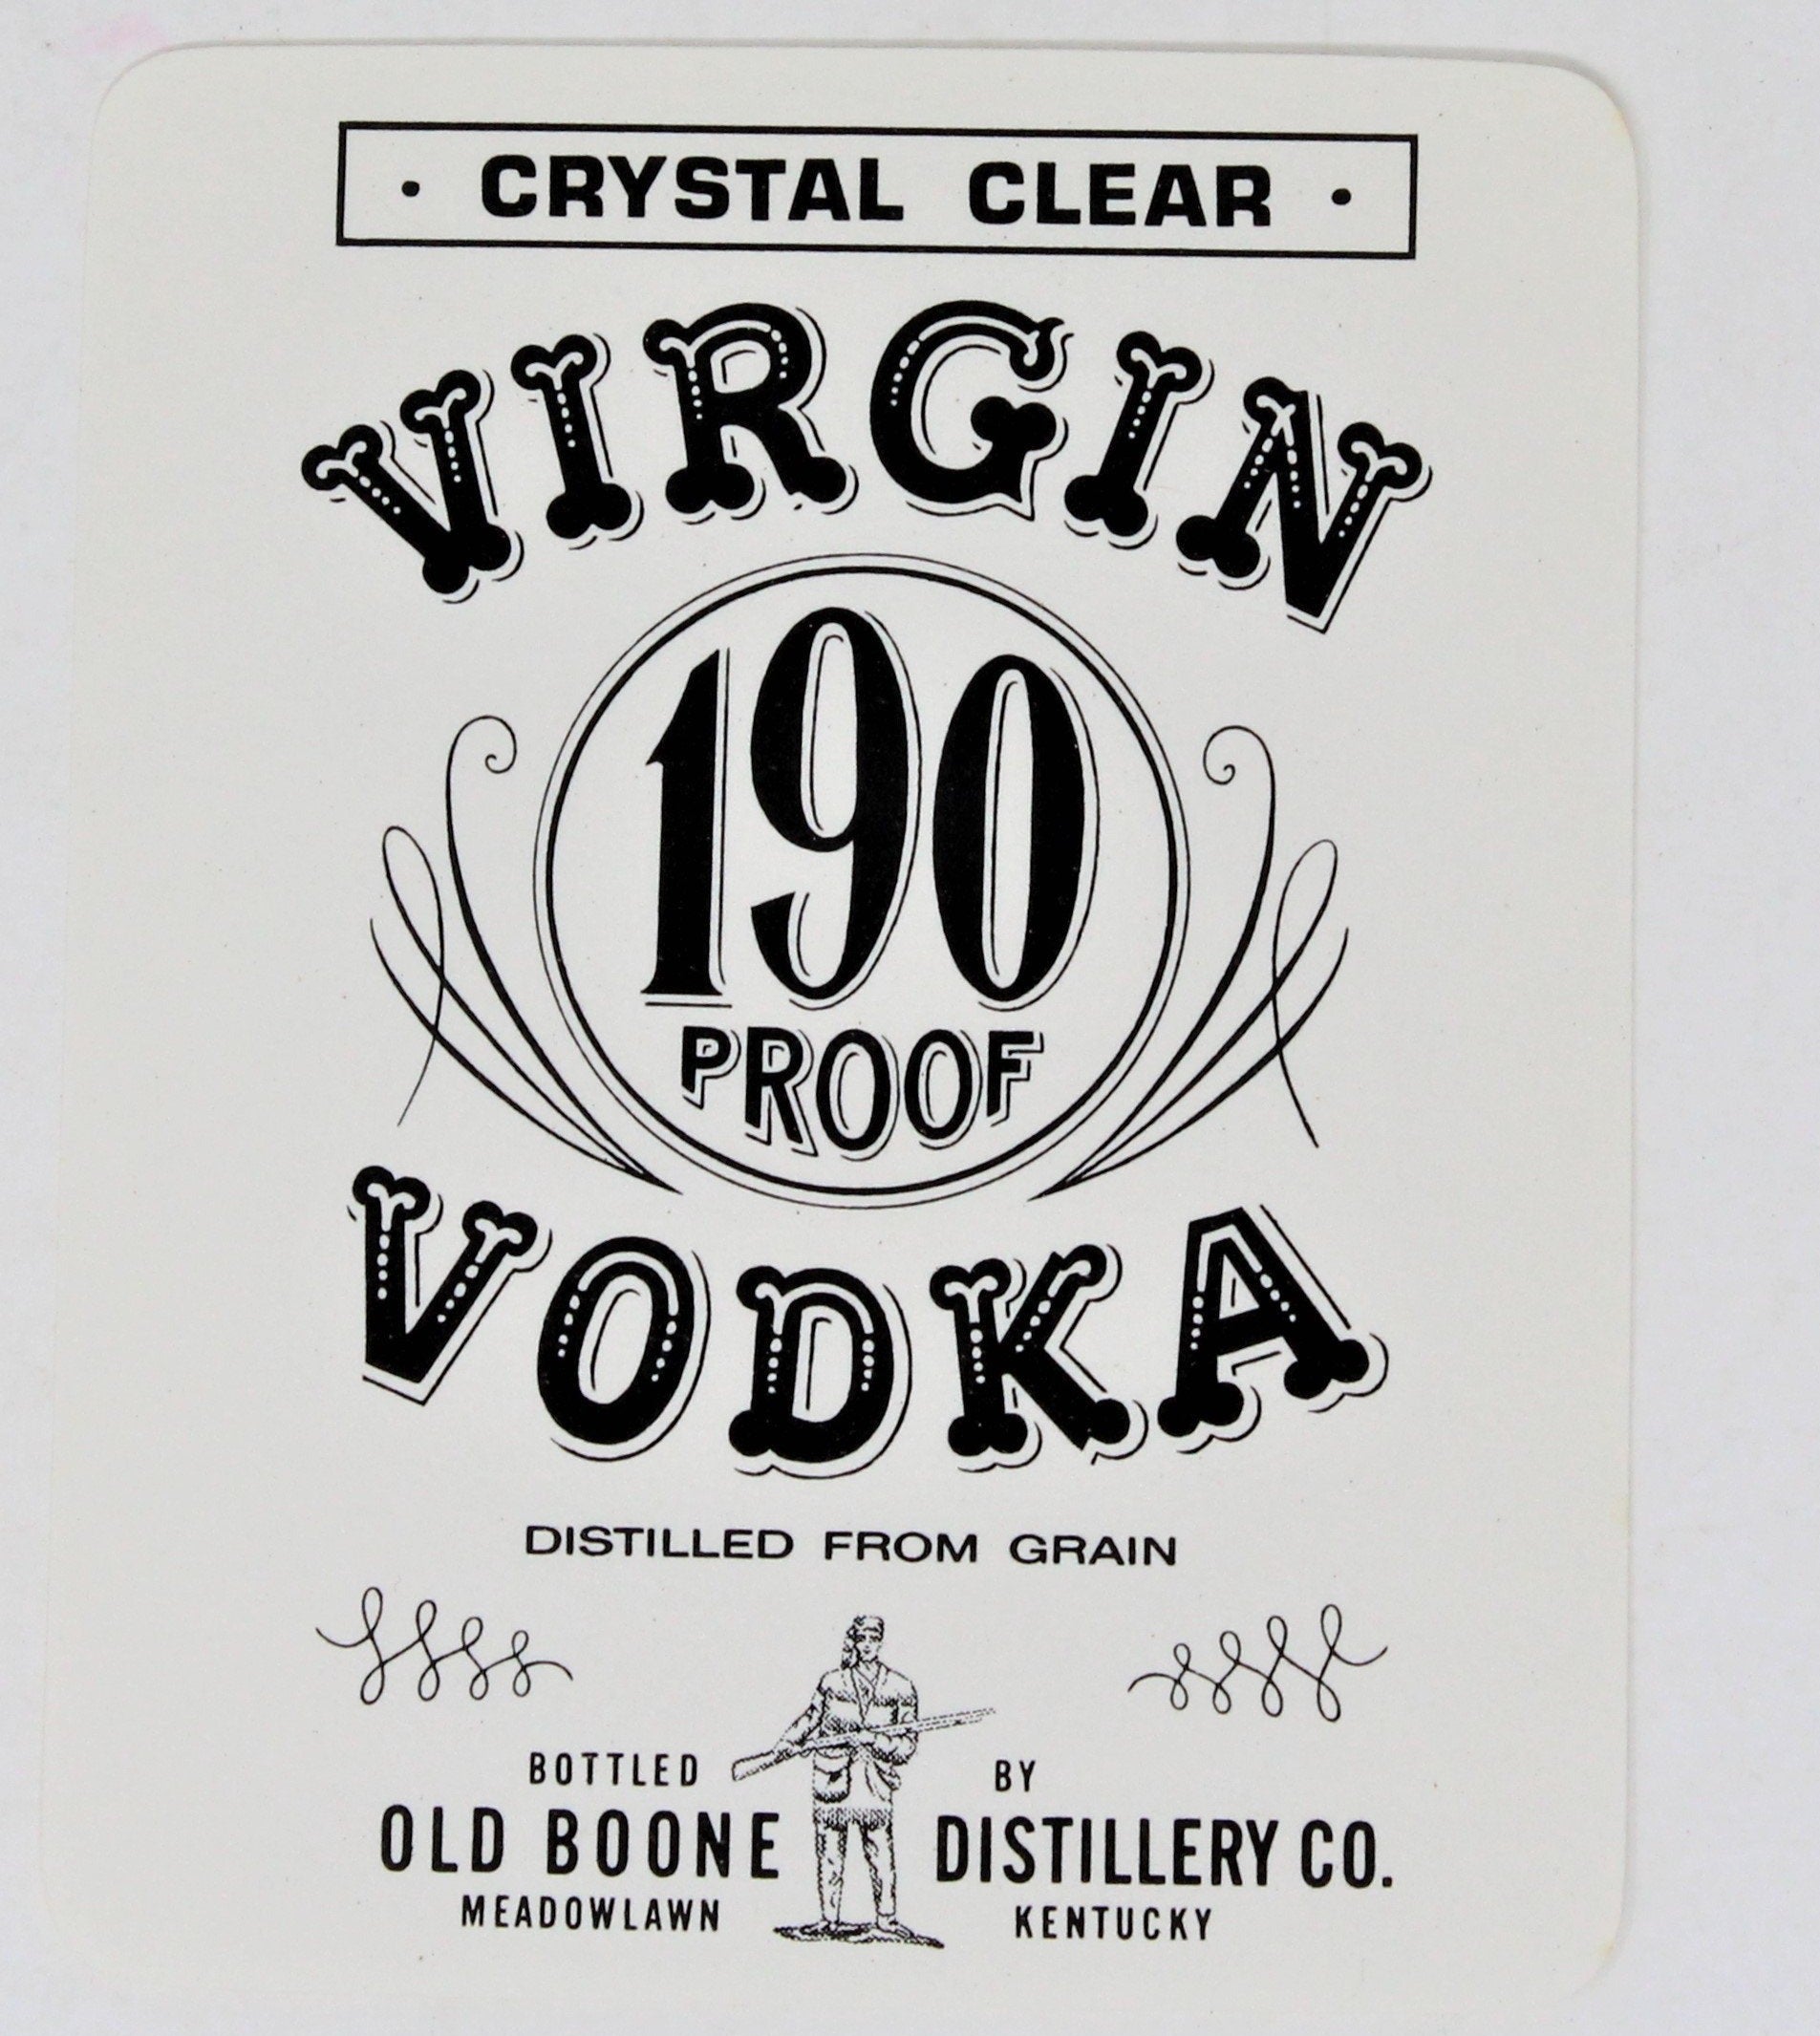 · CRYSTAL CLEAR ·
VIRGIN
190
PROOF
VODKA
DISTILLED FROM GRAIN
BOTTLED BY
OLD BOONE DISTILLERY CO.
MEADOWLAWN KENTUCKY